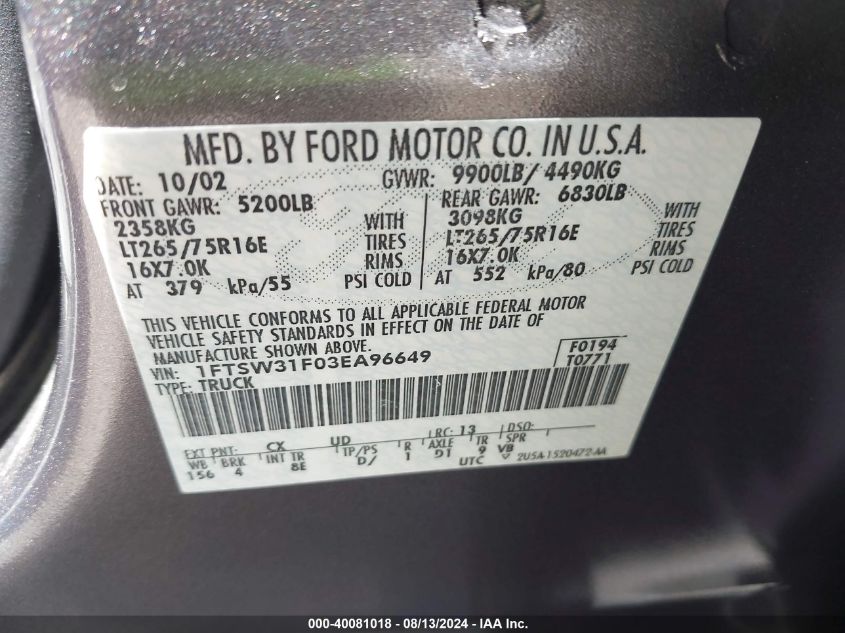 MFD. BY FORD MOTOR CO. IN U.S.A.
DATE: 10/02 GVWR: 9900LB/ 4490KG
FRONT GAWR: 5200LB REAR GAWR: 6830LB
2358KG WITH 3098KG WITH
LT265/75R16E TIRES LT265/75R16E TIRES
16X7.0K RIMS 16X7.0K RIMS
AT 379 kPa/55 PSI COLD AT 552 kPa/80 PSI COLD
THIS VEHICLE CONFORMS TO ALL APPLICABLE FEDERAL MOTOR
VEHICLE SAFETY STANDARDS IN EFFECT ON THE DATE OF
MANUFACTURE SHOWN ABOVE.
VIN: 1FTSW31F03EA96649 F0194
TYPE: TRUCK T0771
EXT PNT: CX UD RC: 13 DSO:
WB BRK INT TR TP/PS R AXLE TR SPR
156 4 8E D/ 1 D1 9 VB
UTC 2U5A-1520472-AA
000-40081018 - 08/13/2024 - IAA Inc.